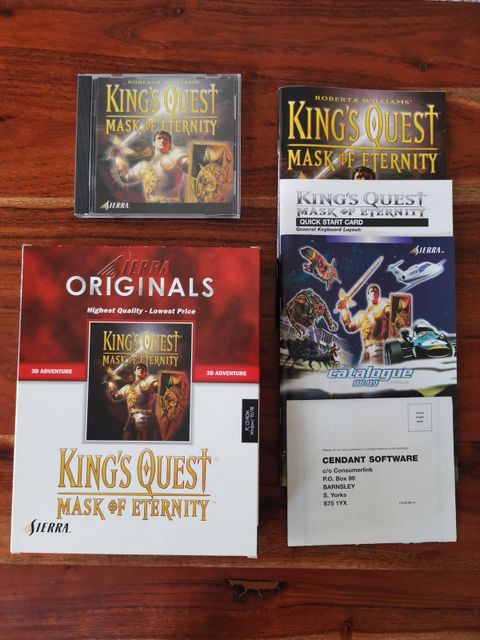 ROBERTA WILLIAMS'
KING'S QUEST
MASK OF ETERNITY
SIERRA
ROBERTA WILLIAMS'
KING'S QUEST
MASK OF ETERNITY
KING'S QUEST
MASK OF ETERNITY
QUICK START CARD
General Keyboard Layout:
SIERRA
catalogue
98-99
CENDANT SOFTWARE
c/o Consumerlink
P.O. Box 99
BARNSLEY
S. Yorks
S75 1YX
SIERRA
ORIGINALS
Highest Quality - Lowest Price
3D ADVENTURE
3D ADVENTURE
KING'S QUEST
MASK OF ETERNITY
KING'S QUEST
MASK OF ETERNITY
SIERRA